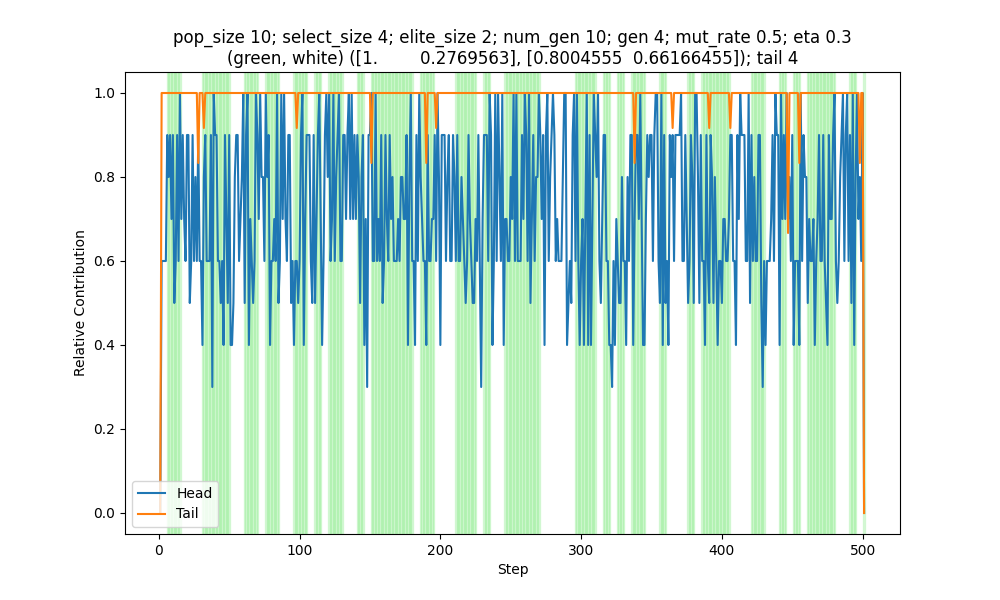 pop_size 10; select_size 4; elite_size 2; num_gen 10; gen 4; mut_rate 0.5; eta 0.3
(green, white) ([1. 0.2769563], [0.8004555 0.66166455]); tail 4
1.0
0.8
0.6
0.4
0.2
0.0
Relative Contribution
Head
Tail
0 100 200 300 400 500
Step